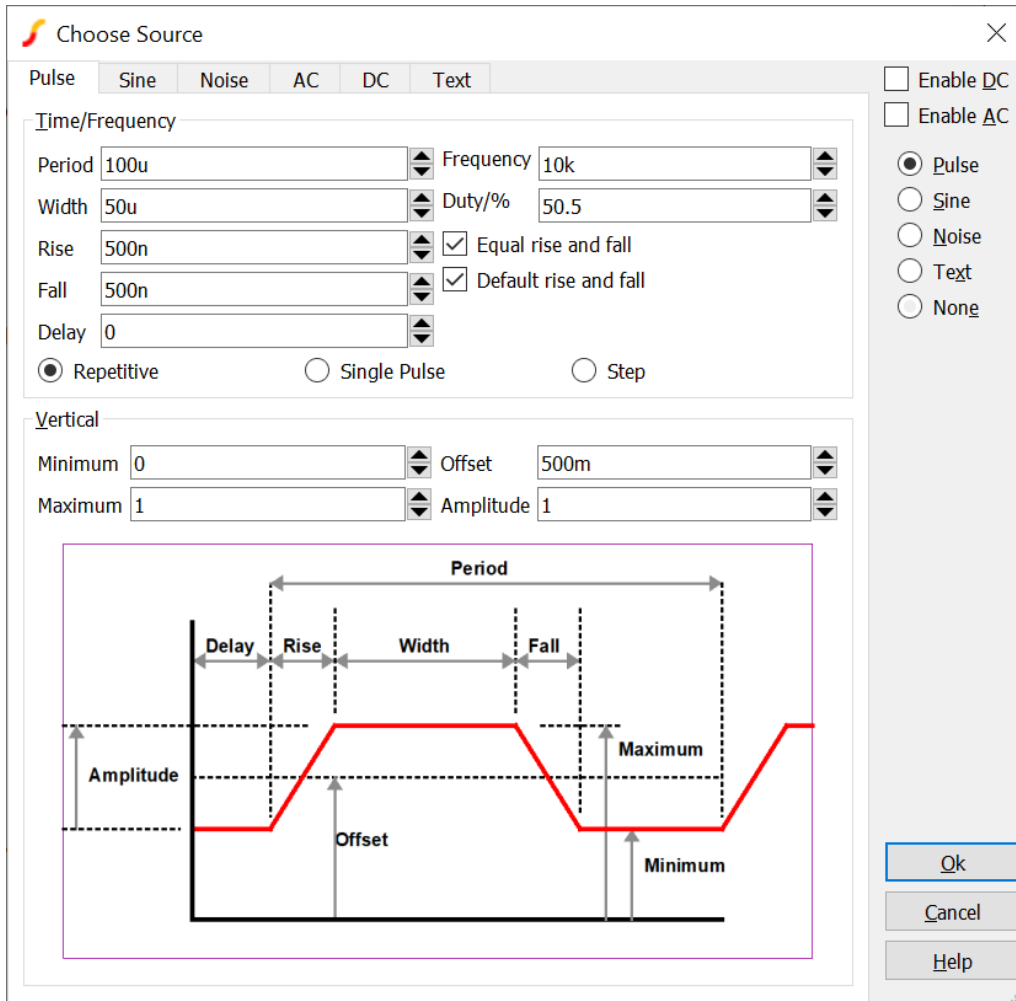 Choose Source
Pulse Sine Noise AC DC Text
Enable DC
Enable AC
Time/Frequency
Period 100u Frequency 10k
Width 50u Duty/% 50.5
Rise 500n Equal rise and fall
Fall 500n Default rise and fall
Delay 0
Repetitive Single Pulse Step
Pulse
Sine
Noise
Text
None
Vertical
Minimum 0 Offset 500m
Maximum 1 Amplitude 1
Period
Delay Rise Width Fall
Maximum
Amplitude
Offset
Minimum
Ok
Cancel
Help